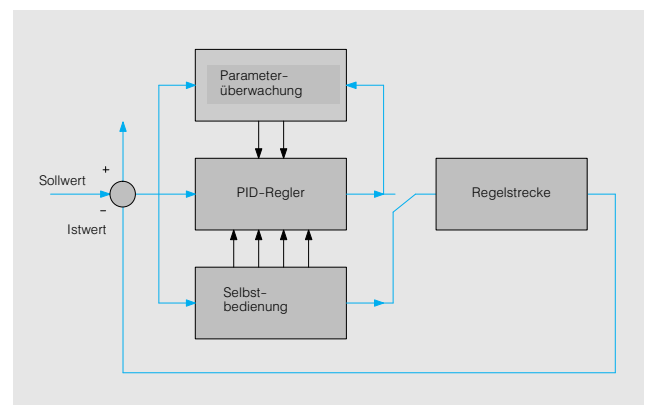 Parameter-
überwachung
+
Sollwert
PID-Regler
Regelstrecke
–
Istwert
Selbst-
bedienung